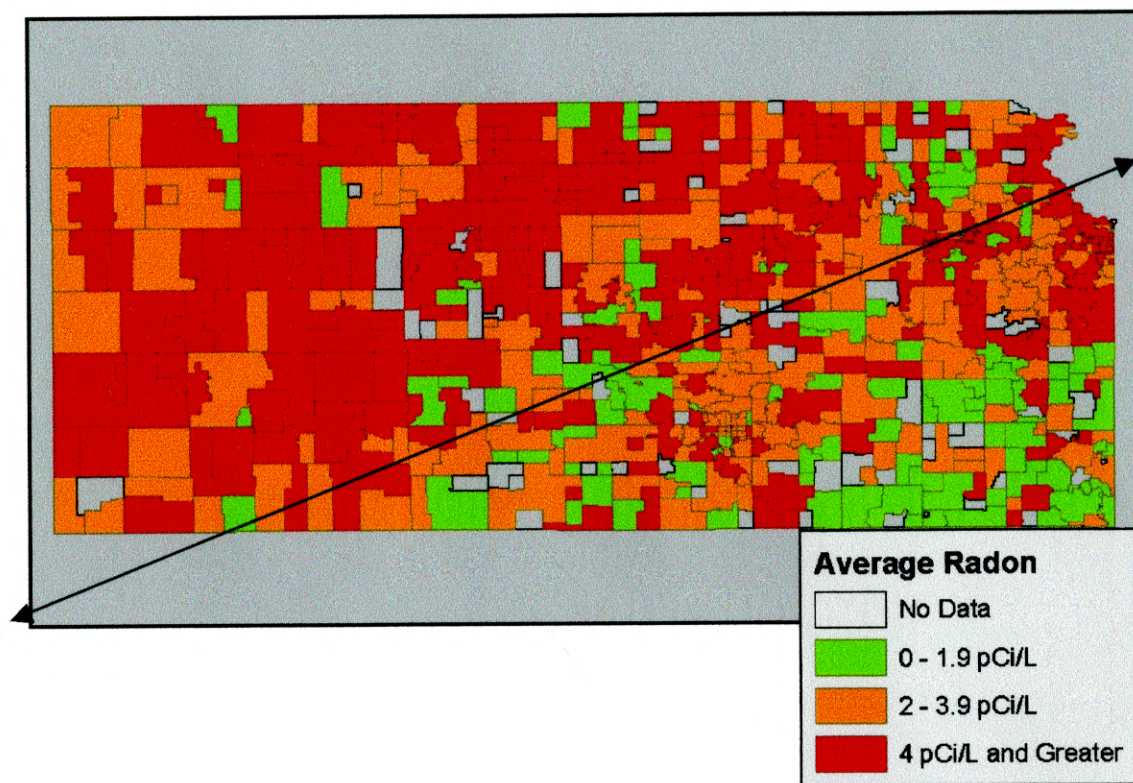 Average Radon
No Data
0 - 1.9 pCi/L
2 - 3.9 pCi/L
4 pCi/L and Greater